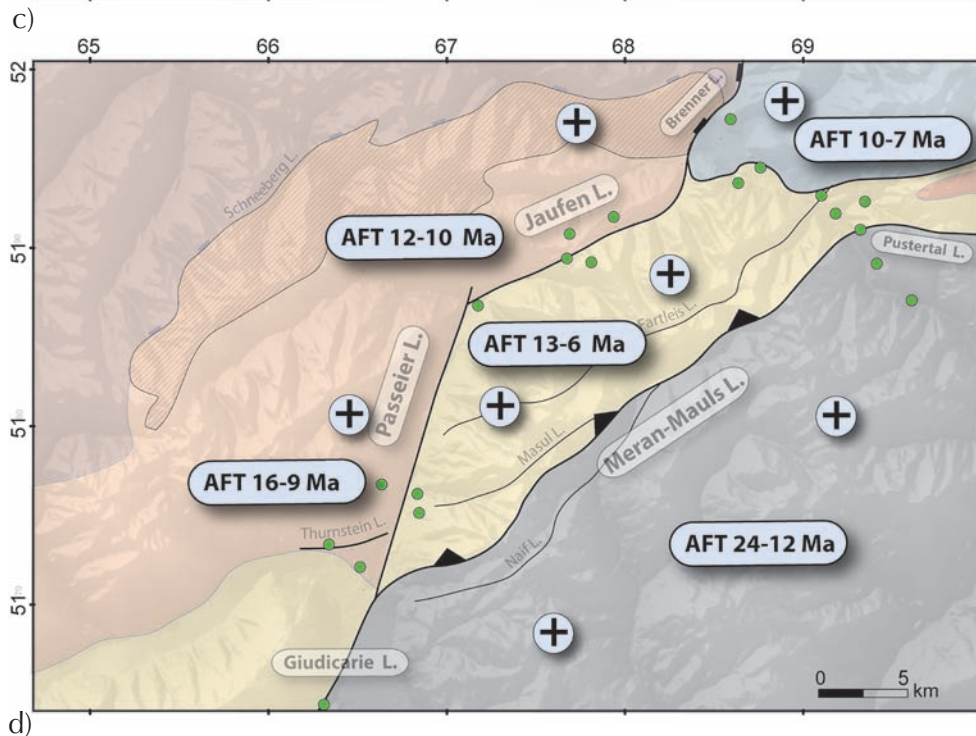 c)
65 66 67 68 69
52
Brenner L.
AFT 10-7 Ma
Schneeberg L.
Jaufen L.
AFT 12-10 Ma
51
Pustertal L.
Fartleis L.
AFT 13-6 Ma
Passeier L.
Meran-Mauls L.
51
Masul L.
AFT 16-9 Ma
Thurnstein L.
AFT 24-12 Ma
Naif L.
51 70
Giudicarie L.
0 5
km
d)